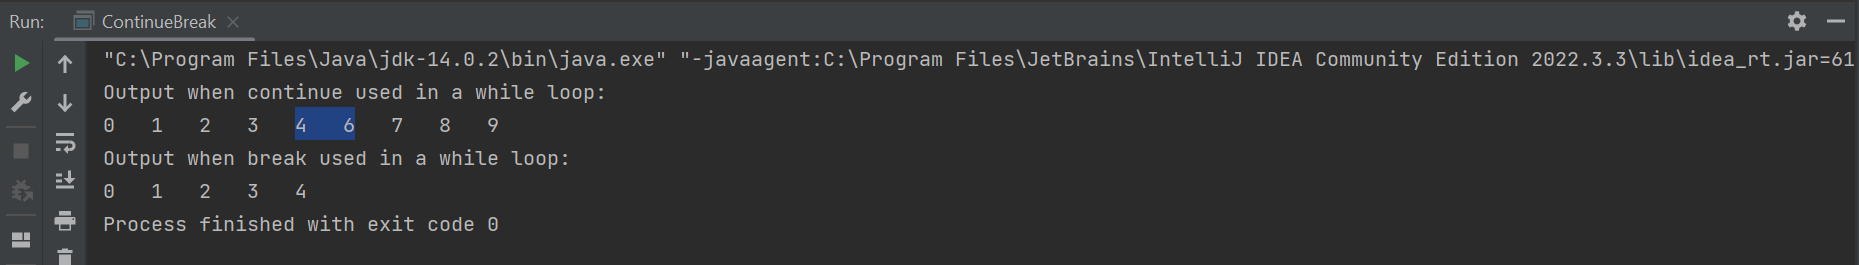 Run: ContinueBreak
"C:\Program Files\Java\jdk-14.0.2\bin\java.exe" "-javaagent:C:\Program Files\JetBrains\IntelliJ IDEA Community Edition 2022.3.3\lib\idea_rt.jar=61
Output when continue used in a while loop:
0 1 2 3 4 6 7 8 9
Output when break used in a while loop:
0 1 2 3 4
Process finished with exit code 0